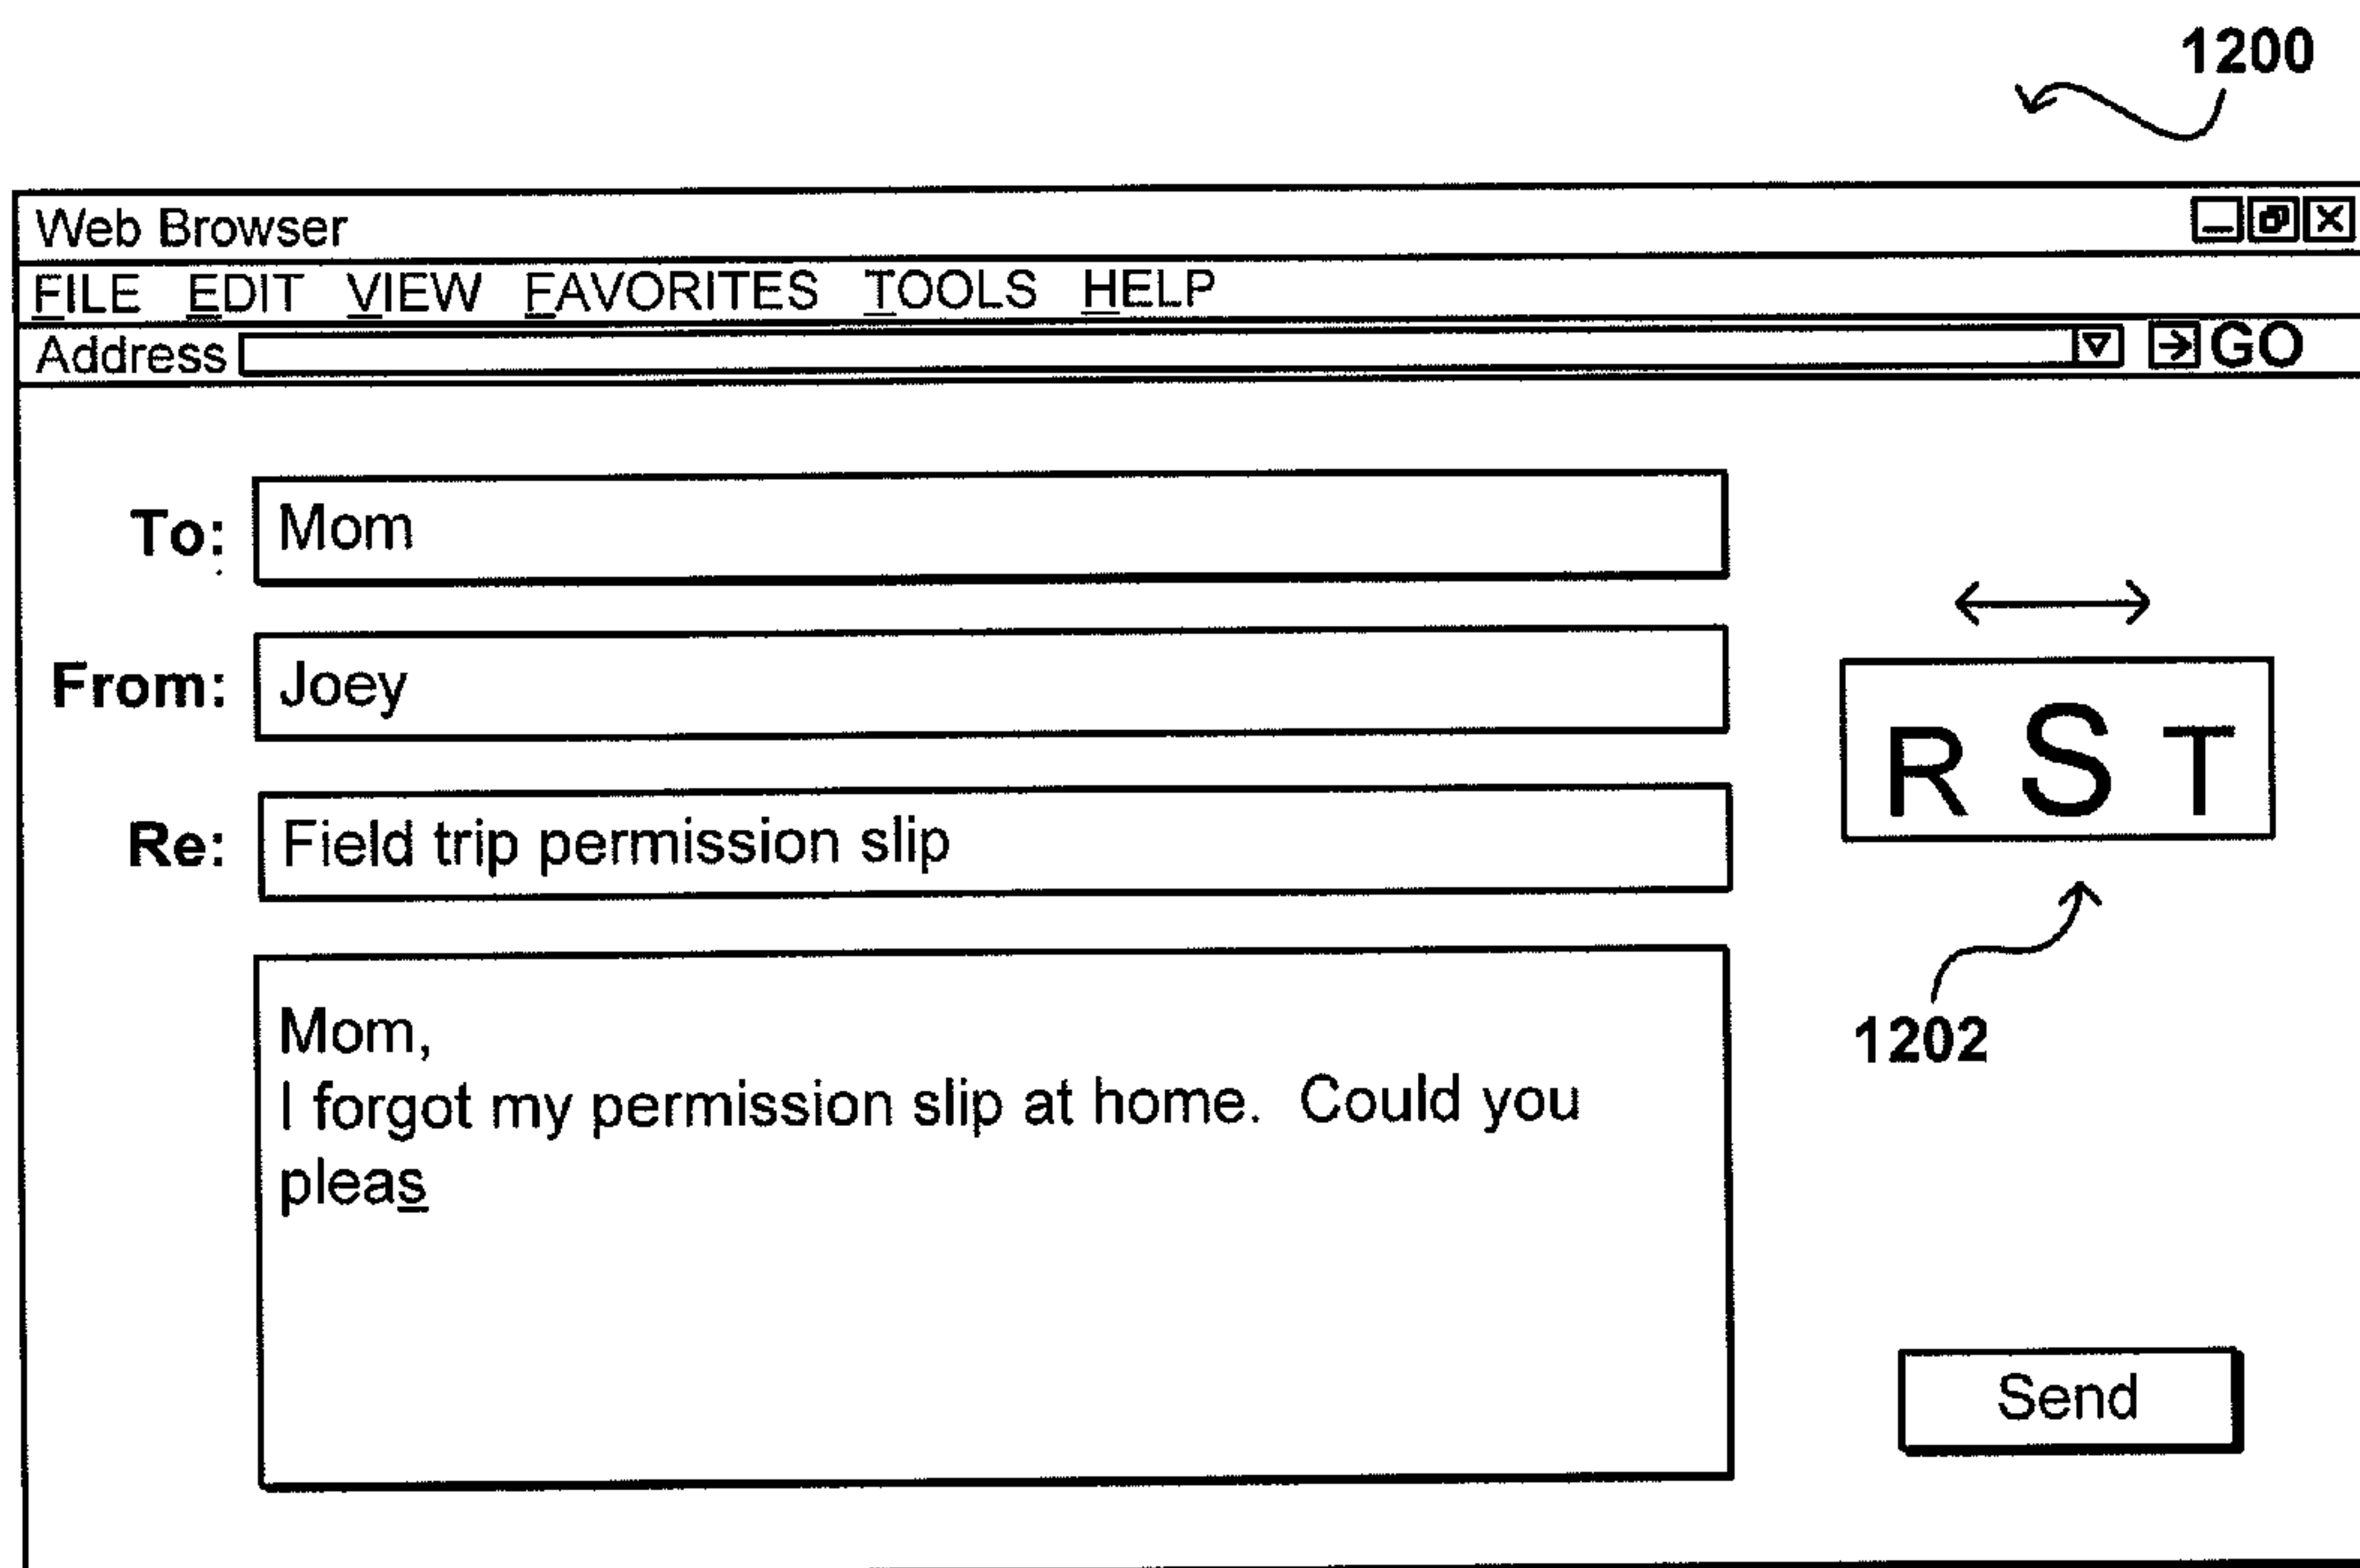 1200
Web Browser
FILE EDIT VIEW FAVORITES TOOLS HELP
Address GO
To: Mom
From: Joey
R S T
Re: Field trip permission slip
1202
Mom,
I forgot my permission slip at home. Could you
pleas
Send